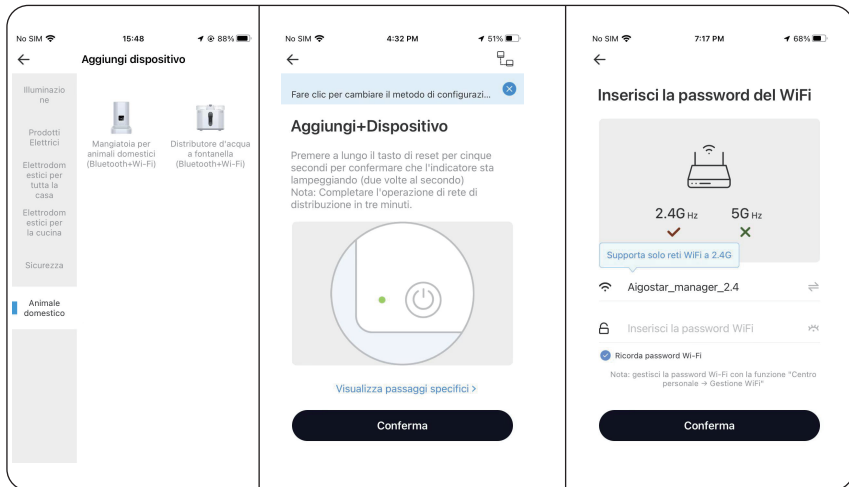 No SIM 15:48 88%
Aggiungi dispositivo
Illuminazio
ne
Prodotti
Elettrici
Elettrodom
estici per
tutta la
casa
Elettrodom
estici per
la cucina
Sicurezza
Animale
domestico
Mangiatoia per
animali domestici
(Bluetooth+Wi-Fi)
Distributore d'acqua
a fontanella
(Bluetooth+Wi-Fi)
No SIM 4:32 PM 51%
Fare clic per cambiare il metodo di configurazi...
Aggiungi+Dispositivo
Premere a lungo il tasto di reset per cinque
secondi per confermare che l'indicatore sta
lampeggiando (due volte al secondo)
Nota: Completare l'operazione di rete di
distribuzione in tre minuti.
Visualizza passaggi specifici >
Conferma
No SIM 7:17 PM 68%
Inserisci la password del WiFi
2.4G Hz 5G Hz
Supporta solo reti WiFi a 2.4G
Aigostar_manager_2.4
Inserisci la password WiFi
Ricorda password Wi-Fi
Nota: gestisci la password Wi-Fi con la funzione "Centro
personale → Gestione WiFi"
Conferma